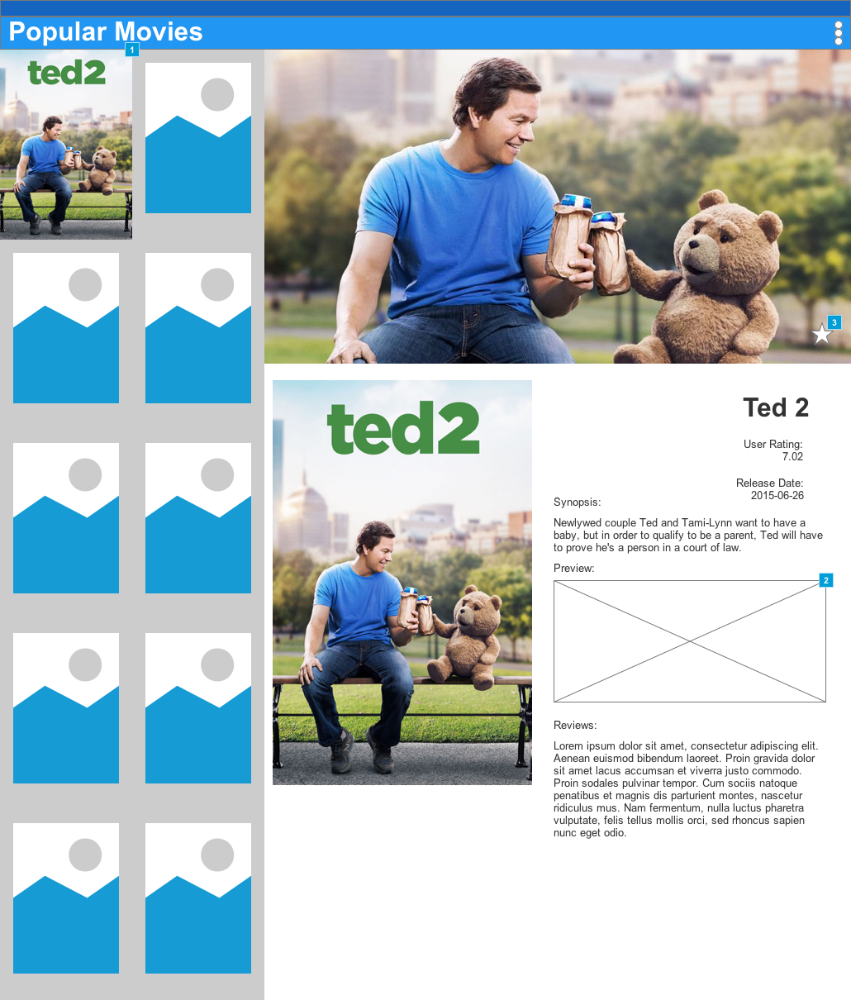 Popular Movies
1
ted2
3
ted2
Ted 2
User Rating:
7.02
Release Date:
2015-06-26
Synopsis:
Newlywed couple Ted and Tami-Lynn want to have a
baby, but in order to qualify to be a parent, Ted will have
to prove he's a person in a court of law.
Preview:
2
Reviews:
Lorem ipsum dolor sit amet, consectetur adipiscing elit.
Aenean euismod bibendum laoreet. Proin gravida dolor
sit amet lacus accumsan et viverra justo commodo.
Proin sodales pulvinar tempor. Cum sociis natoque
penatibus et magnis dis parturient montes, nascetur
ridiculus mus. Nam fermentum, nulla luctus pharetra
vulputate, felis tellus mollis orci, sed rhoncus sapien
nunc eget odio.